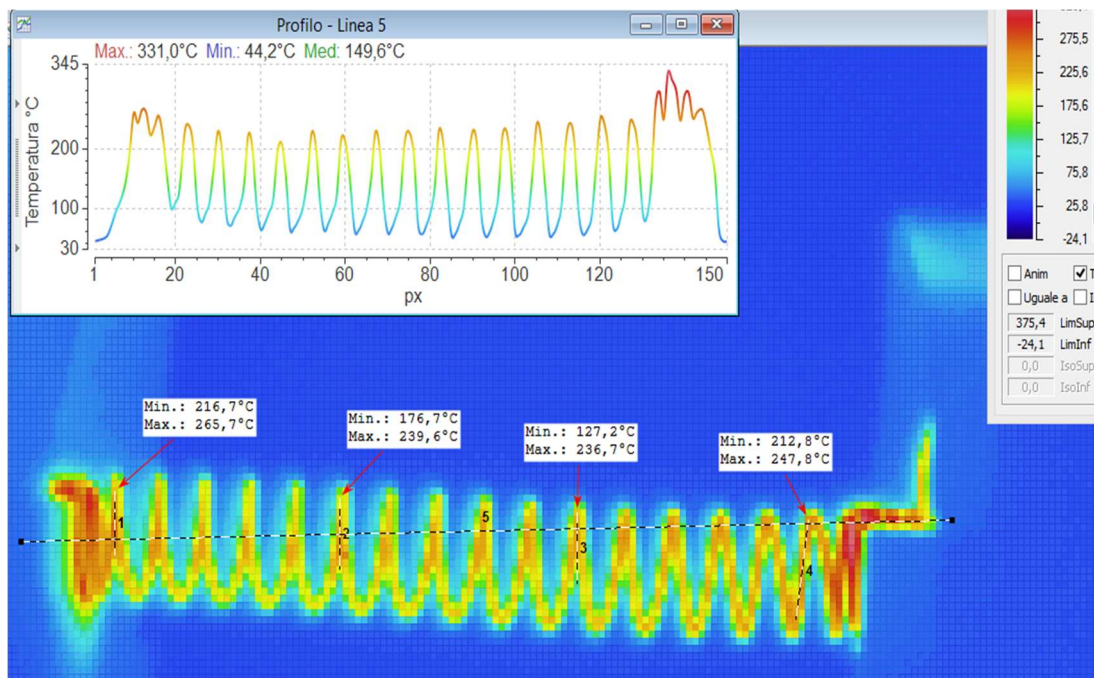 Profilo - Linea 5
Max.: 331,0°C Min.: 44,2°C Med: 149,6°C
345
200
100
30
Temperatura °C
1 20 40 60 80 100 120 150
px
275,5
225,6
175,6
125,7
75,8
25,8
-24,1
Anim
Uguale a
375,4 LimSup
-24,1 LimInf
0,0 IsoSup
0,0 IsoInf
Min.: 216,7°C
Max.: 265,7°C
Min.: 176,7°C
Max.: 239,6°C
Min.: 127,2°C
Max.: 236,7°C
Min.: 212,8°C
Max.: 247,8°C
1
2
5
3
4